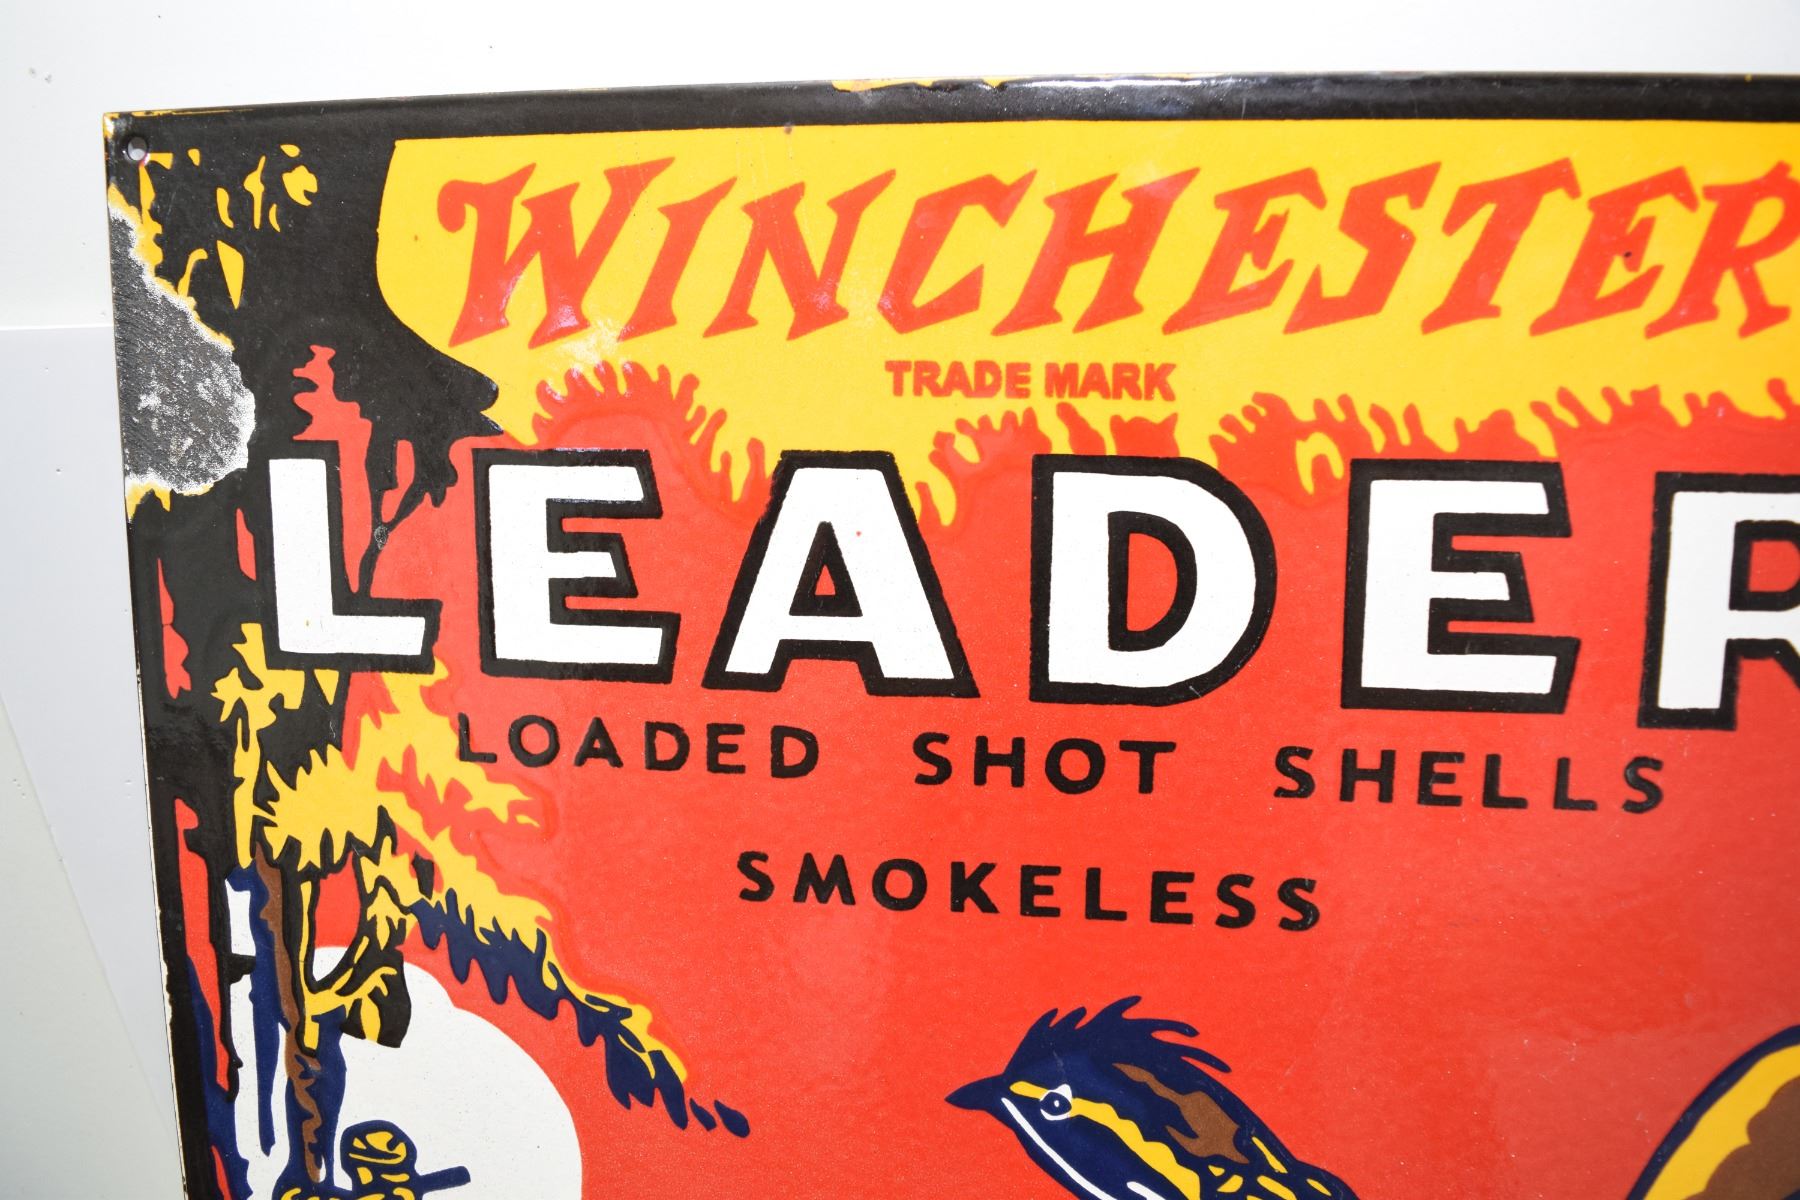 WINCHESTER
TRADE MARK
LEADER
LOADED SHOT SHELLS
SMOKELESS